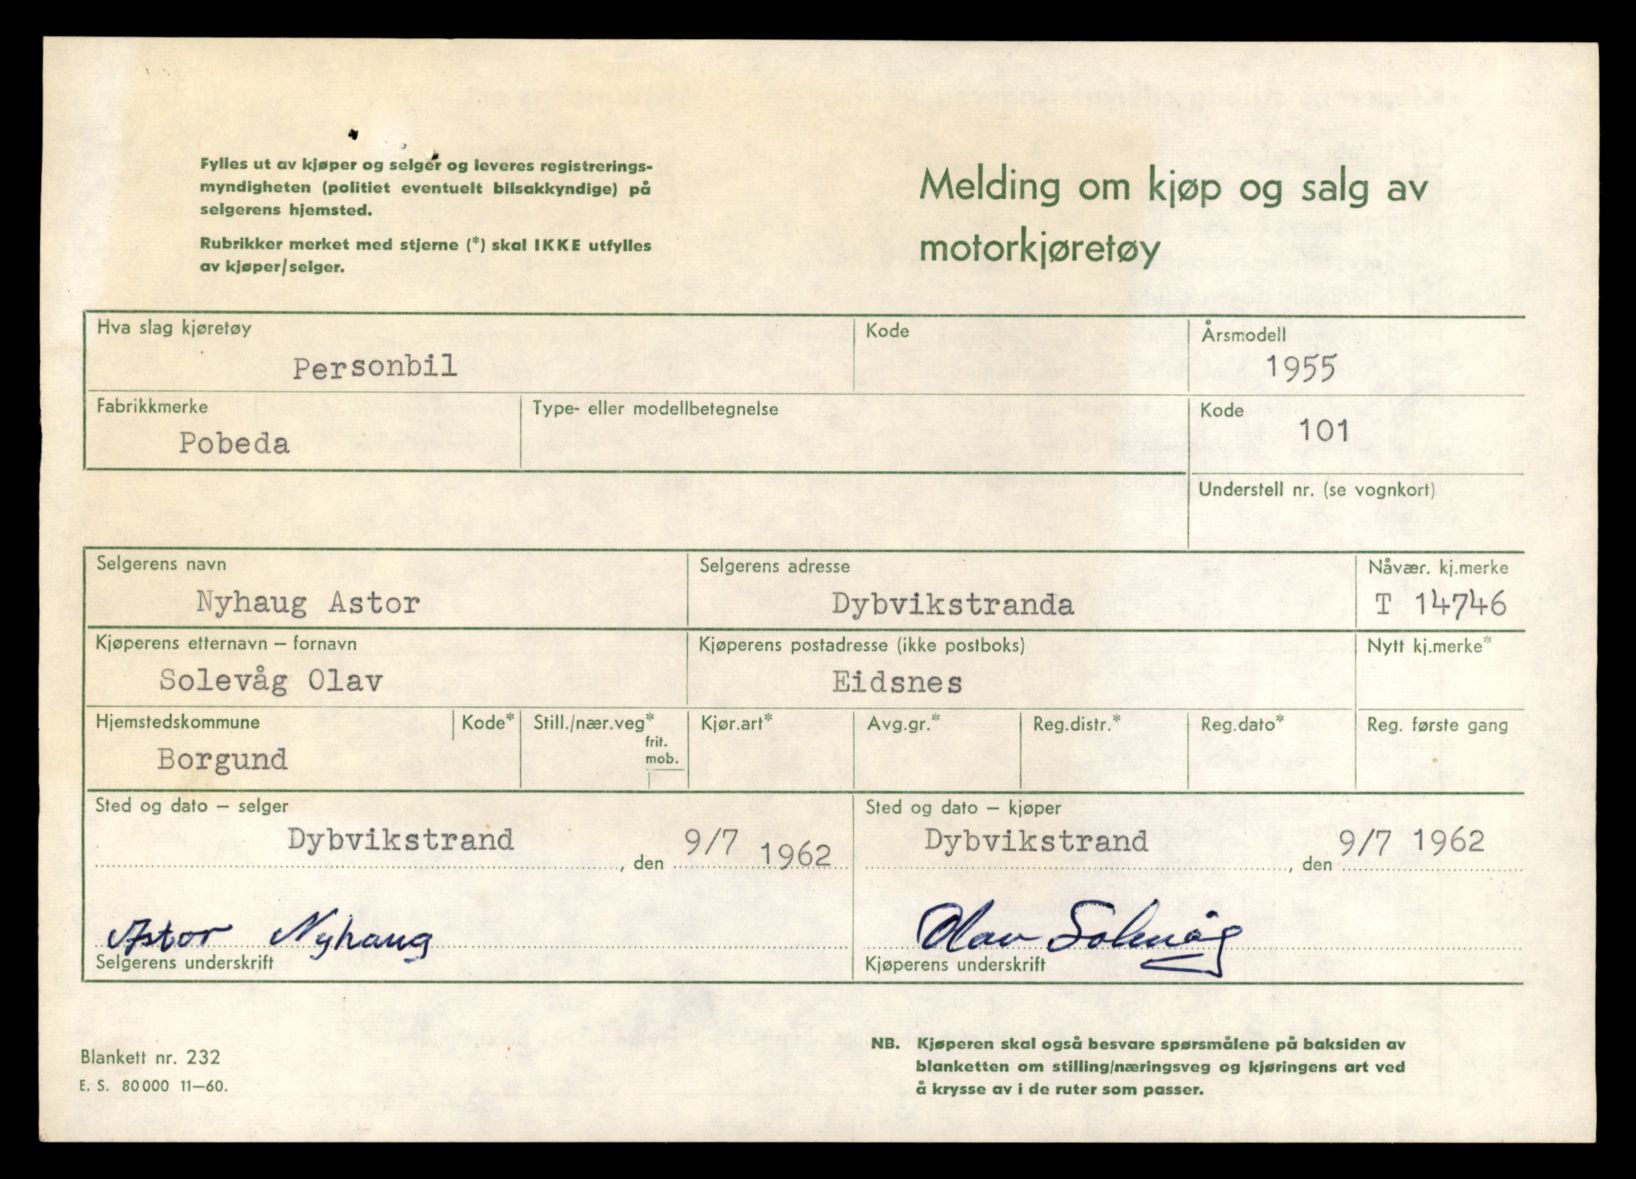 Fylles ut av kjøper og selger og leveres registrerings-
myndigheten (politiet eventuelt bilsakkyndige) på
selgerens hjemsted.
Rubrikker merket med stjerne (*) skal IKKE utfylles
av kjøper/selger.
Melding om kjøp og salg av
motorkjøretøy
Hva slag kjøretøy
Personbil
Kode
Årsmodell
1955
Fabrikkmerke
Pobeda
Type- eller modellbetegnelse
Kode
101
Understell nr. (se vognkort)
Selgerens navn
Nyhaug Astor
Selgerens adresse
Dybvikstranda
Nåvær. kj.merke
T 14746
Kjøperens etternavn – fornavn
Solevåg Olav
Kjøperens postadresse (ikke postboks)
Eidsnes
Nytt kj.merke*
Hjemstedskommune
Borgund
Kode*
Still./nær.veg*
frit.
mob.
Kjør.art*
Avg.gr.*
Reg.distr.*
Reg.dato*
Reg. første gang
Sted og dato – selger
Dybvikstrand, den 9/7 1962
Astor Nyhaug
Selgerens underskrift
Sted og dato – kjøper
Dybvikstrand, den 9/7 1962
Olav Solevåg
Kjøperens underskrift
Blankett nr. 232
E. S. 80000 11–60.
NB. Kjøperen skal også besvare spørsmålene på baksiden av
blanketten om stilling/næringsveg og kjøringens art ved
å krysse av i de ruter som passer.